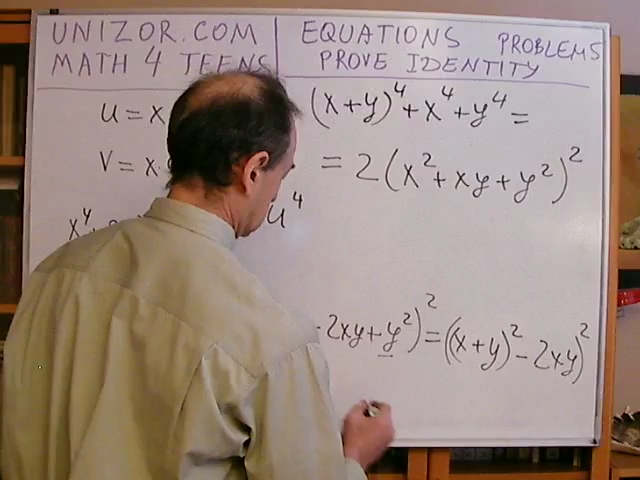 UNIZOR.COM EQUATIONS PROBLEMS
MATH 4 TEENS PROVE IDENTITY
U = x (x+y)⁴ + x⁴ + y⁴ =
V = x = 2(x² + xy + y²)²
x⁴ U⁴
- 2xy + y²)² = ((x+y)² - 2xy)²